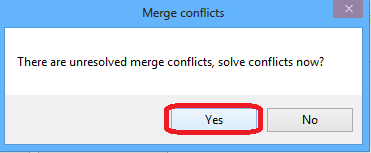 Merge conflicts
There are unresolved merge conflicts, solve conflicts now?
Yes No